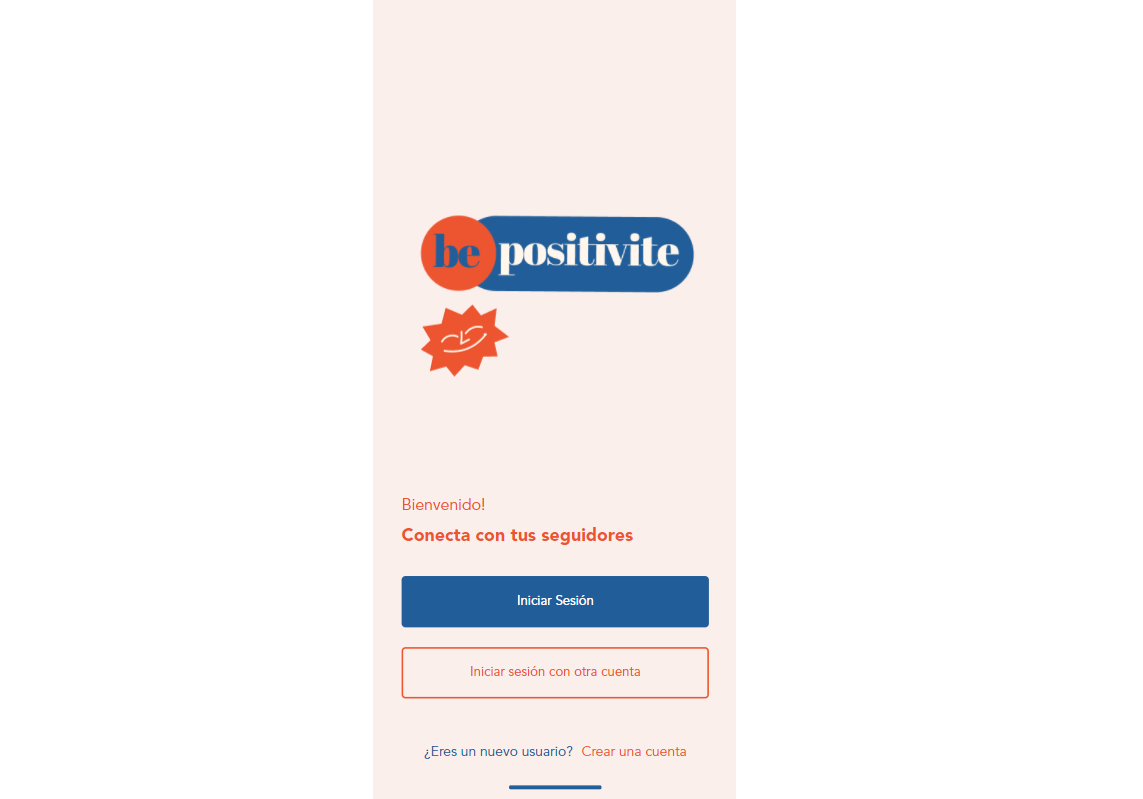 be positivite
Bienvenido!
Conecta con tus seguidores
Iniciar Sesión
Iniciar sesión con otra cuenta
¿Eres un nuevo usuario? Crear una cuenta